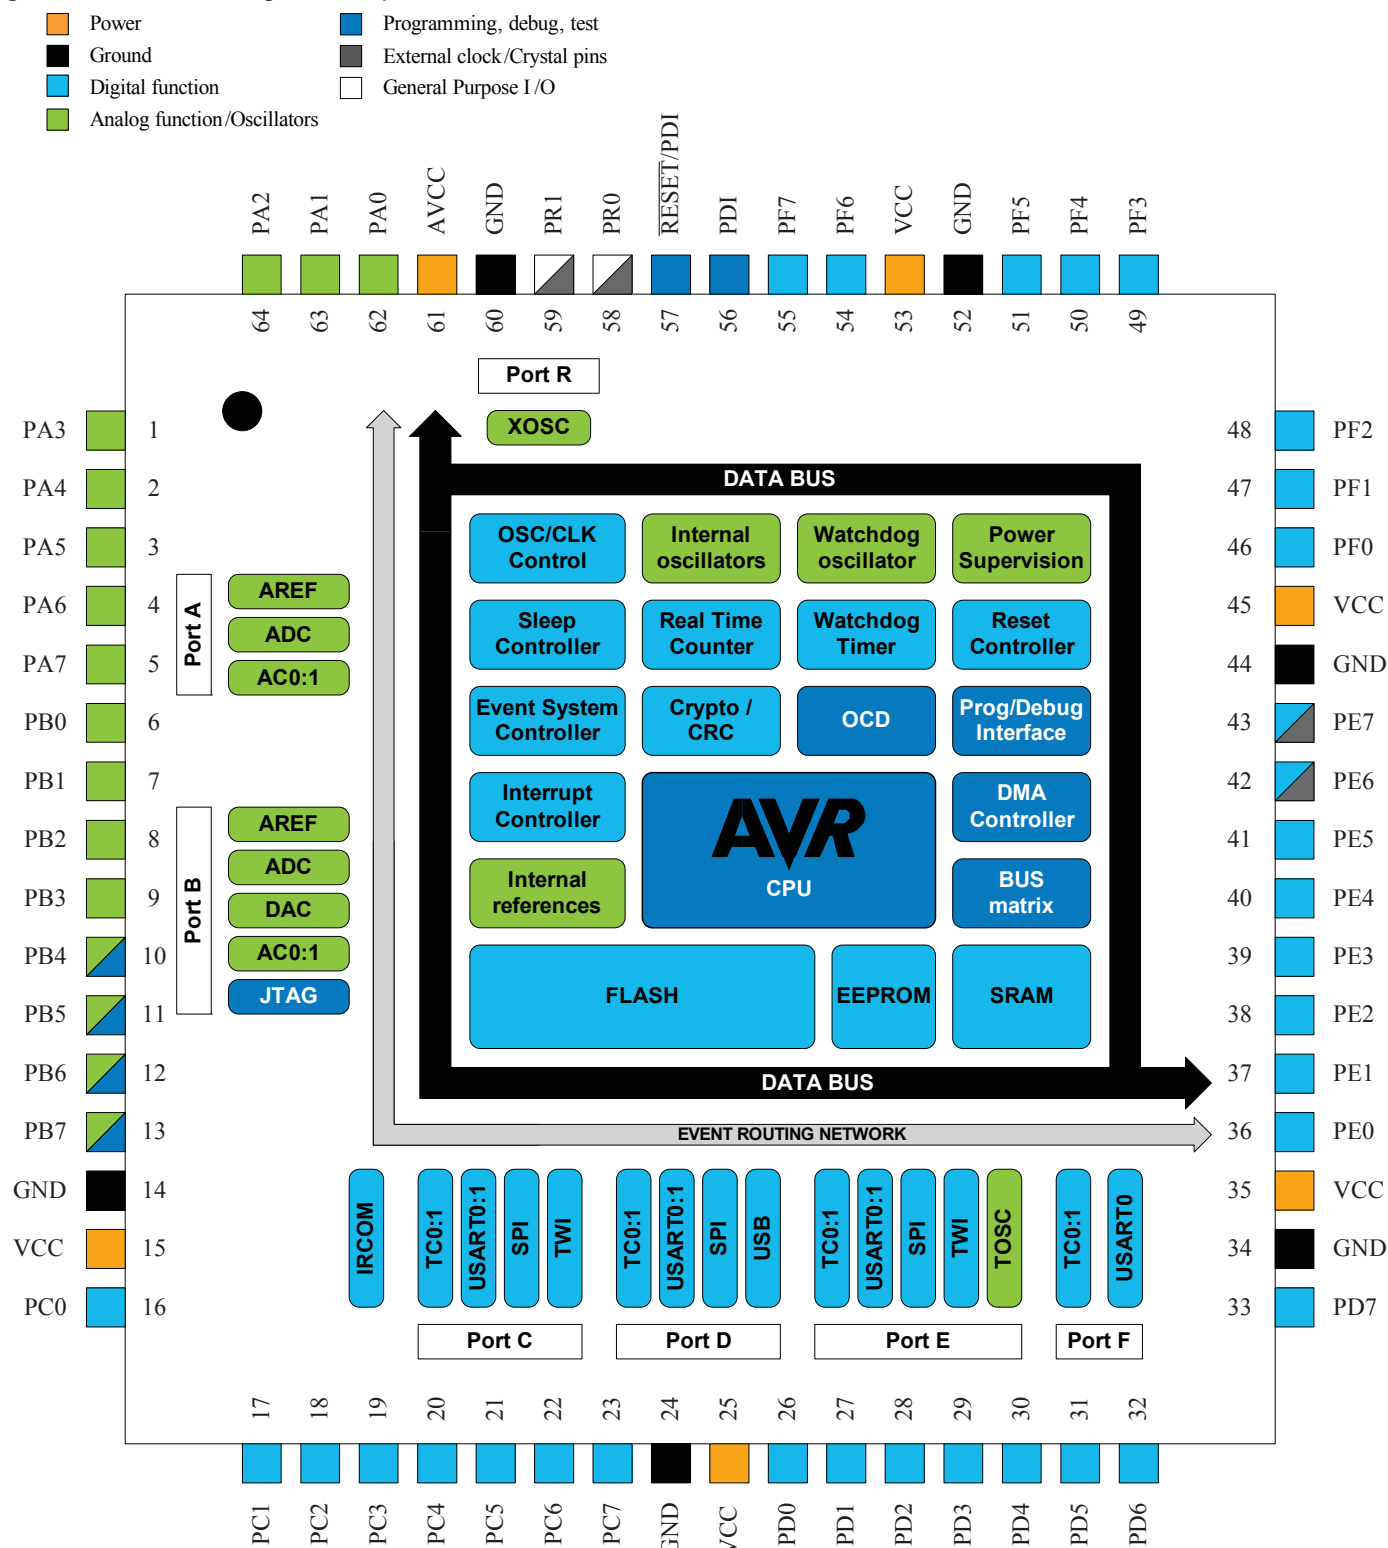 Power
Ground
Digital function
Analog function/Oscillators
Programming, debug, test
External clock/Crystal pins
General Purpose I/O
PA2
PA1
PA0
AVCC
GND
PR1
PR0
RESET/PDI
PDI
PF7
PF6
VCC
GND
PF5
PF4
PF3
64
63
62
61
60
59
58
57
56
55
54
53
52
51
50
49
Port R
XOSC
PA3 1
PA4 2
PA5 3
PA6 4
PA7 5
PB0 6
PB1 7
PB2 8
PB3 9
PB4 10
PB5 11
PB6 12
PB7 13
GND 14
VCC 15
PC0 16
Port A
AREF
ADC
AC0:1
Port B
AREF
ADC
DAC
AC0:1
JTAG
DATA BUS
OSC/CLK
Control
Internal
oscillators
Watchdog
oscillator
Power
Supervision
Sleep
Controller
Real Time
Counter
Watchdog
Timer
Reset
Controller
Event System
Controller
Crypto /
CRC
OCD
Prog/Debug
Interface
Interrupt
Controller
AVR
CPU
DMA
Controller
Internal
references
BUS
matrix
FLASH
EEPROM
SRAM
DATA BUS
EVENT ROUTING NETWORK
48 PF2
47 PF1
46 PF0
45 VCC
44 GND
43 PE7
42 PE6
41 PE5
40 PE4
39 PE3
38 PE2
37 PE1
36 PE0
35 VCC
34 GND
33 PD7
IRCOM
TC0:1
USART0:1
SPI
TWI
TC0:1
USART0:1
SPI
USB
TC0:1
USART0:1
SPI
TWI
TOSC
TC0:1
USART0
Port C
Port D
Port E
Port F
17
18
19
20
21
22
23
24
25
26
27
28
29
30
31
32
PC1
PC2
PC3
PC4
PC5
PC6
PC7
GND
VCC
PD0
PD1
PD2
PD3
PD4
PD5
PD6